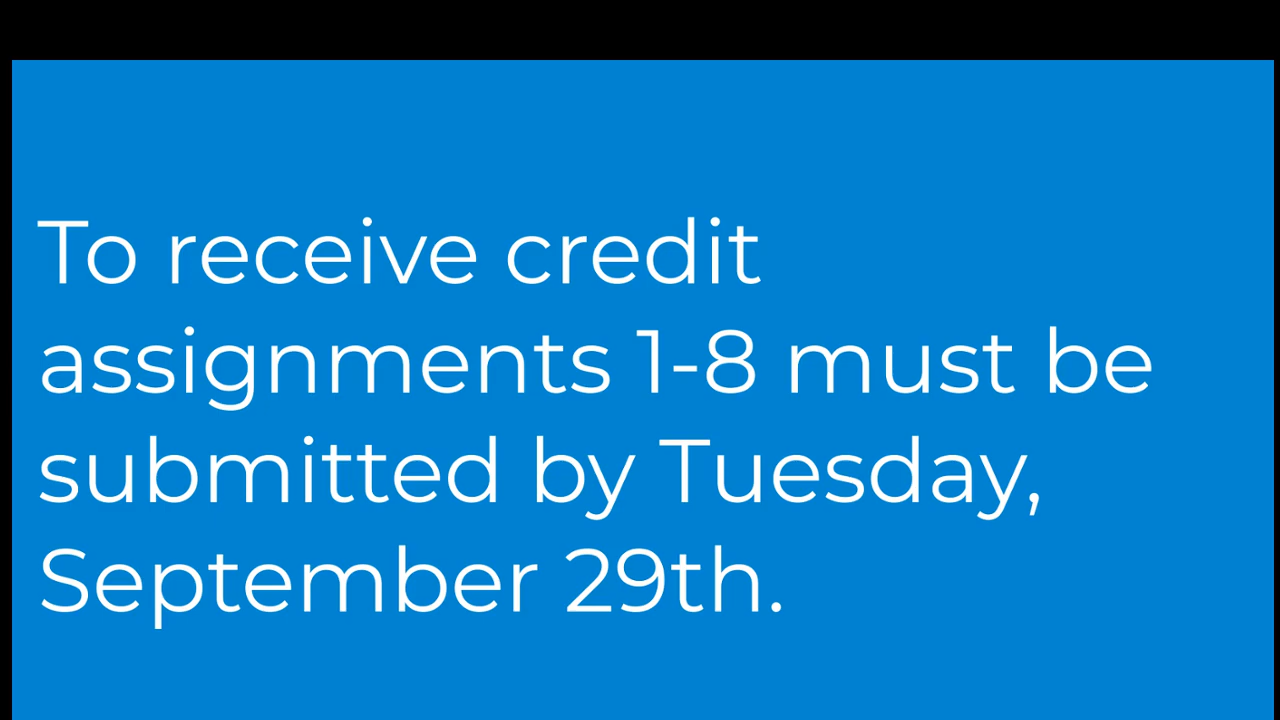 To receive credit
assignments 1-8 must be
submitted by Tuesday,
September 29th.